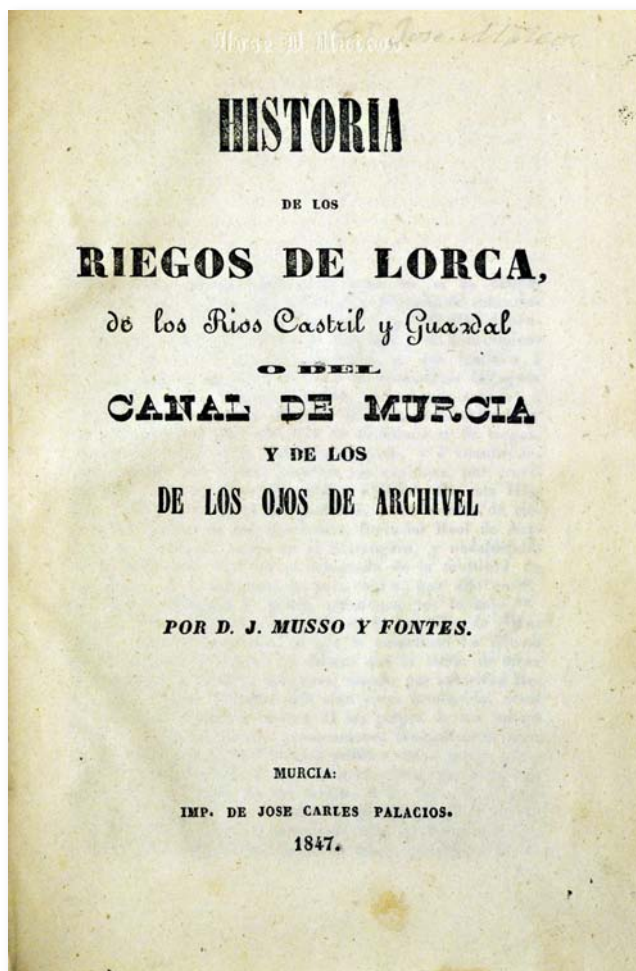 HISTORIA
DE LOS
RIEGOS DE LORCA,
de los Rios Castril y Guardal
O DEL
CANAL DE MURCIA
Y DE LOS
DE LOS OJOS DE ARCHIVEL
POR D. J. MUSSO Y FONTES.
MURCIA:
IMP. DE JOSE CARLES PALACIOS.
1847.